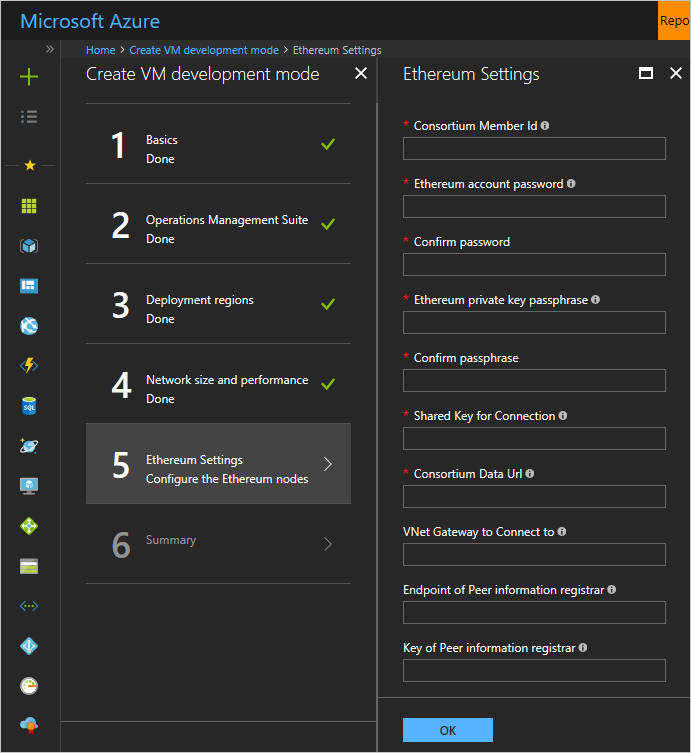 Microsoft Azure
Repo
Home > Create VM development mode > Ethereum Settings
Create VM development mode
1
Basics
Done
2
Operations Management Suite
Done
3
Deployment regions
Done
4
Network size and performance
Done
5
Ethereum Settings
Configure the Ethereum nodes
6
Summary
Ethereum Settings
* Consortium Member Id
* Ethereum account password
* Confirm password
* Ethereum private key passphrase
* Confirm passphrase
* Shared Key for Connection
* Consortium Data Url
VNet Gateway to Connect to
Endpoint of Peer information registrar
Key of Peer information registrar
OK
SQL